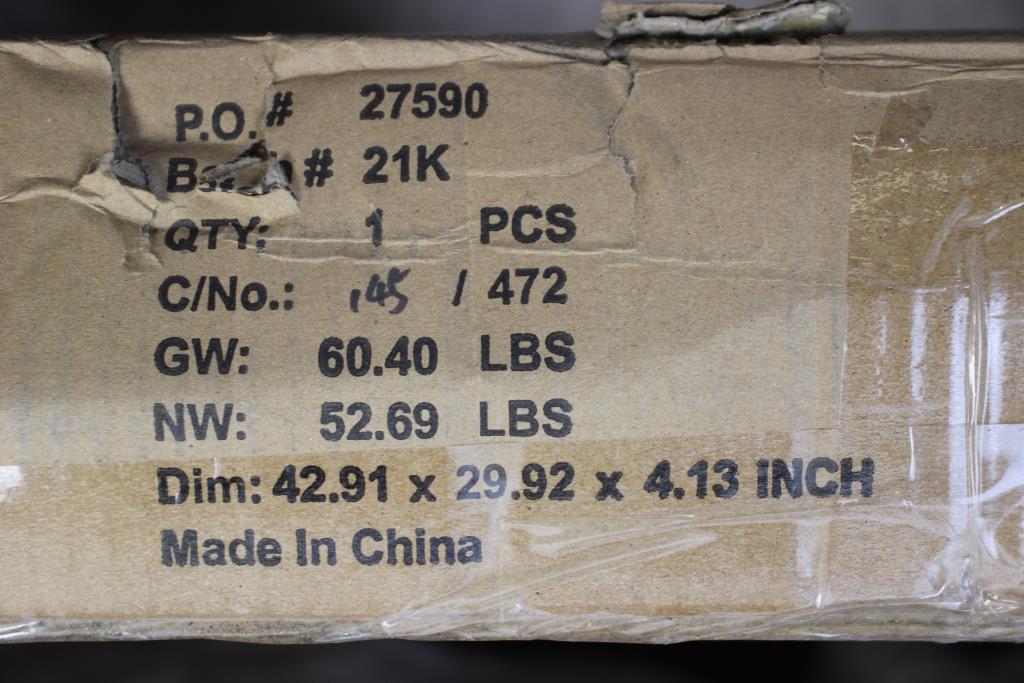 P.O. # 27590
# 21K
QTY: 1 PCS
C/No.: 145 / 472
GW: 60.40 LBS
NW: 52.69 LBS
Dim: 42.91 x 29.92 x 4.13 INCH
Made In China